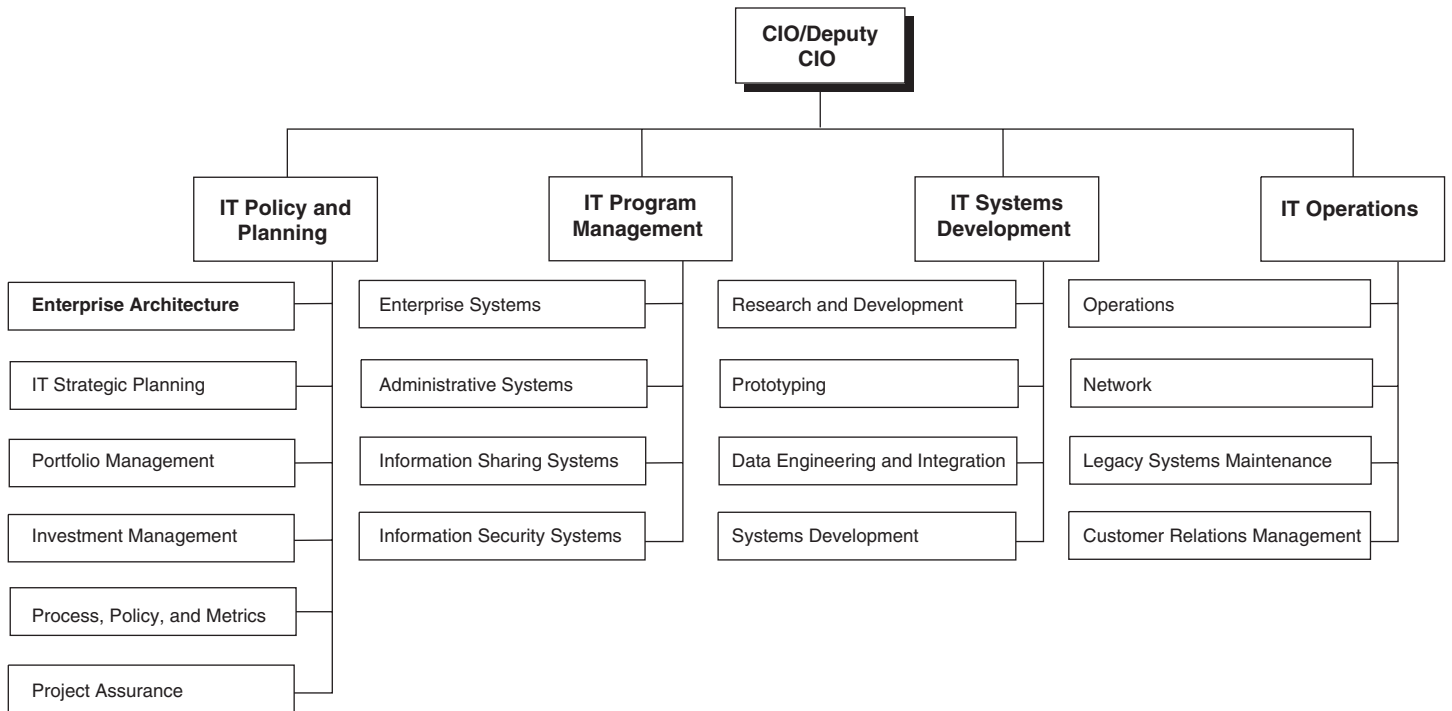 CIO/Deputy
CIO
IT Policy and
Planning
IT Program
Management
IT Systems
Development
IT Operations
Enterprise Architecture
IT Strategic Planning
Portfolio Management
Investment Management
Process, Policy, and Metrics
Project Assurance
Enterprise Systems
Administrative Systems
Information Sharing Systems
Information Security Systems
Research and Development
Prototyping
Data Engineering and Integration
Systems Development
Operations
Network
Legacy Systems Maintenance
Customer Relations Management